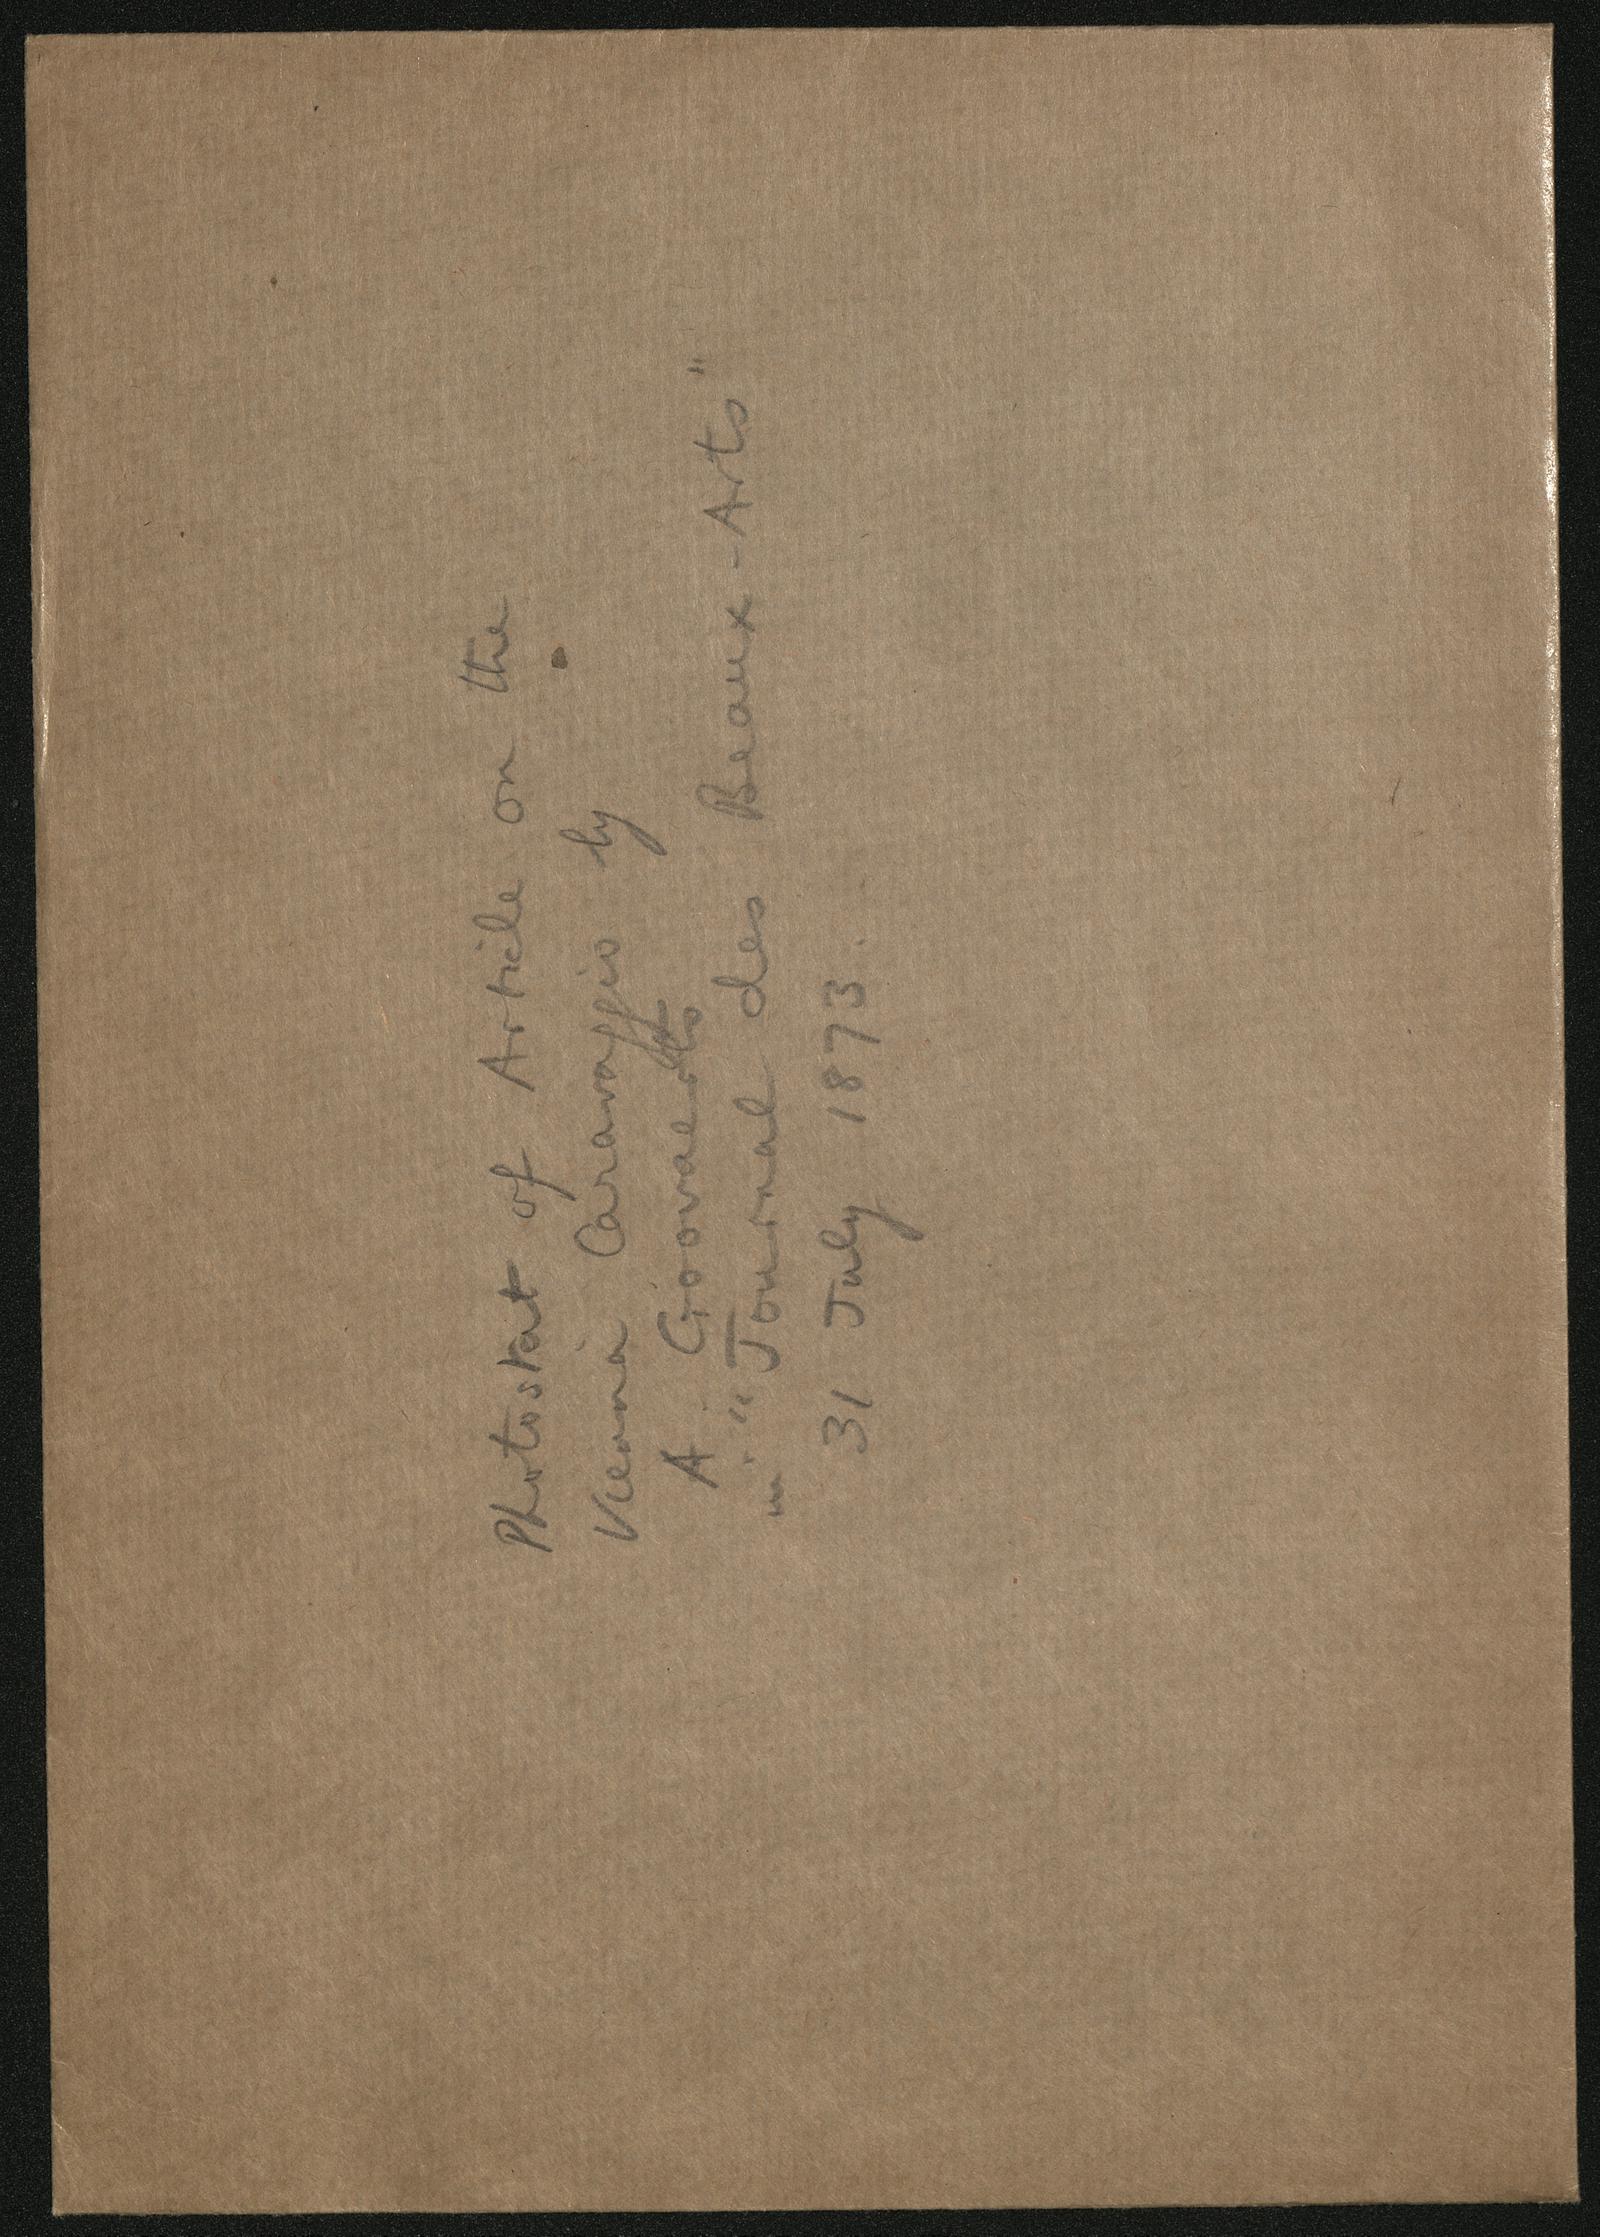 Photostat of Article on the
Vienna Caravaggio by
A. Goovaerts
in "Journal des Beaux-Arts"
31 July 1873.